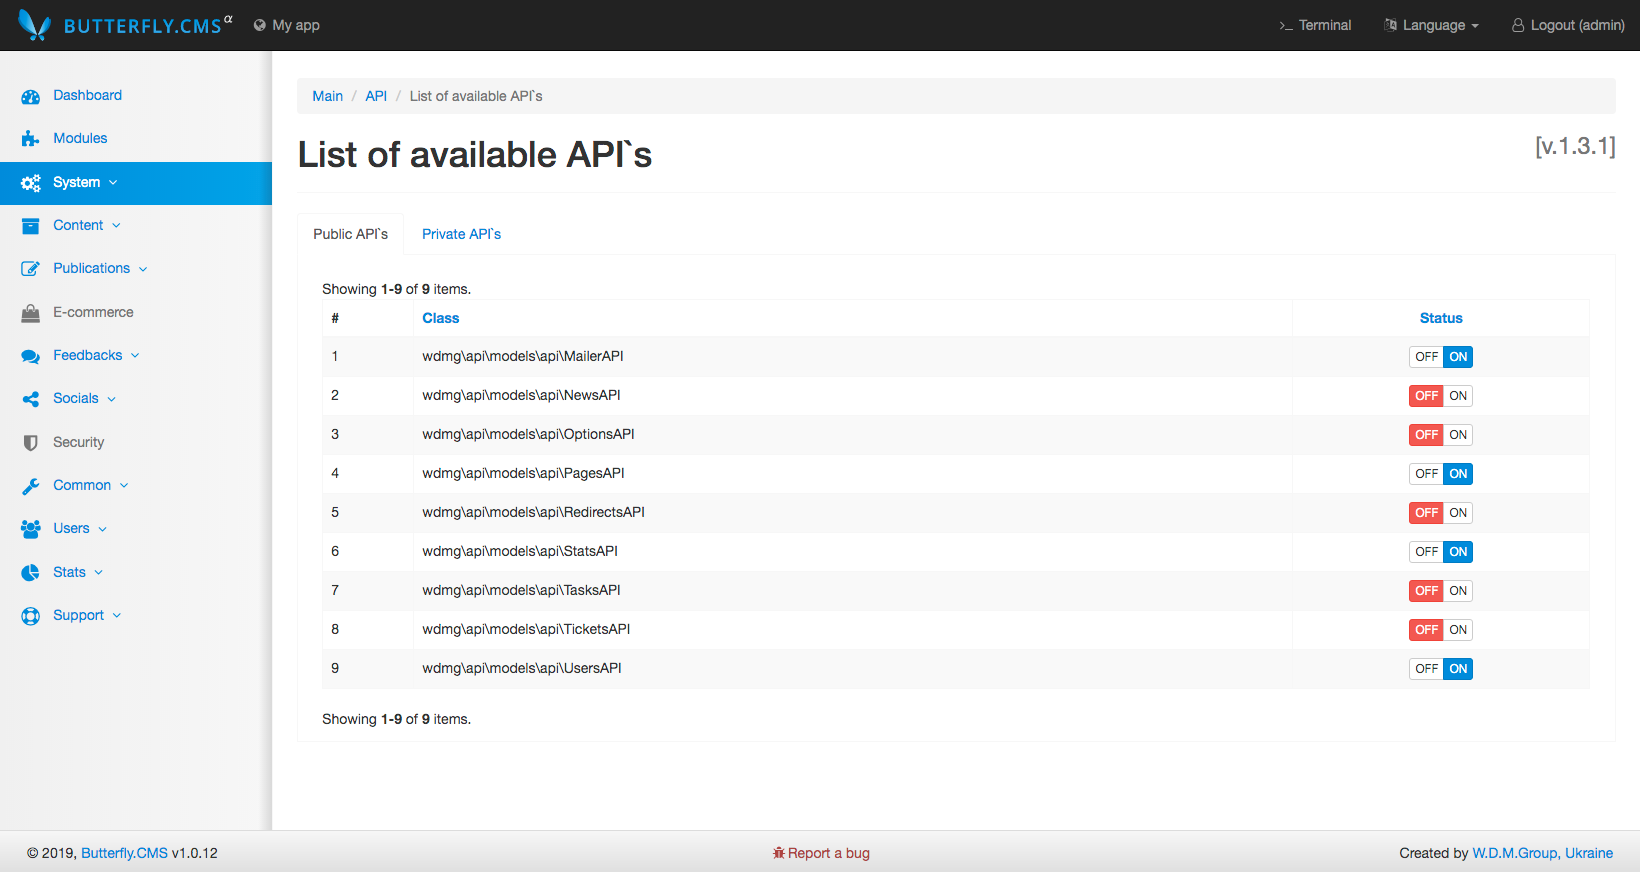 BUTTERFLY.CMS α My app Terminal Language Logout (admin)
Dashboard
Modules
System
Content
Publications
E-commerce
Feedbacks
Socials
Security
Common
Users
Stats
Support
Main / API / List of available API`s
List of available API`s [v.1.3.1]
Public API`s Private API`s
Showing 1-9 of 9 items.
# Class Status
1 wdmg\api\models\api\MailerAPI OFF ON
2 wdmg\api\models\api\NewsAPI OFF ON
3 wdmg\api\models\api\OptionsAPI OFF ON
4 wdmg\api\models\api\PagesAPI OFF ON
5 wdmg\api\models\api\RedirectsAPI OFF ON
6 wdmg\api\models\api\StatsAPI OFF ON
7 wdmg\api\models\api\TasksAPI OFF ON
8 wdmg\api\models\api\TicketsAPI OFF ON
9 wdmg\api\models\api\UsersAPI OFF ON
Showing 1-9 of 9 items.
© 2019, Butterfly.CMS v1.0.12 Report a bug Created by W.D.M.Group, Ukraine